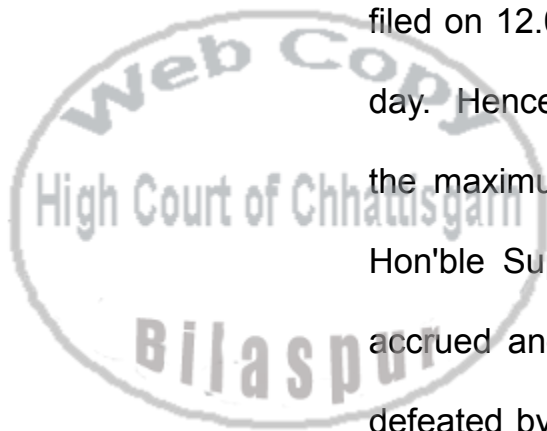 filed on 12.
day. Hence
the maximu
Hon'ble Su
accrued an
defeated by
Web Copy
High Court of Chhattisgarh
Bilaspur